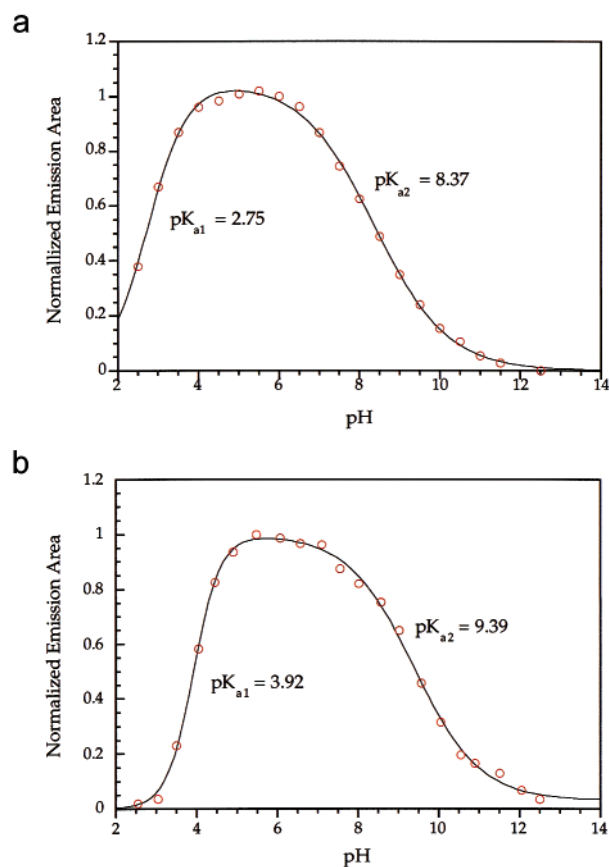 a
1.2
1
0.8
0.6
0.4
0.2
0
Normallized Emission Area
pKa1 = 2.75
pKa2 = 8.37
2 4 6 8 10 12 14
pH
b
1.2
1
0.8
0.6
0.4
0.2
0
Normalized Emission Area
pKa1 = 3.92
pKa2 = 9.39
2 4 6 8 10 12 14
pH